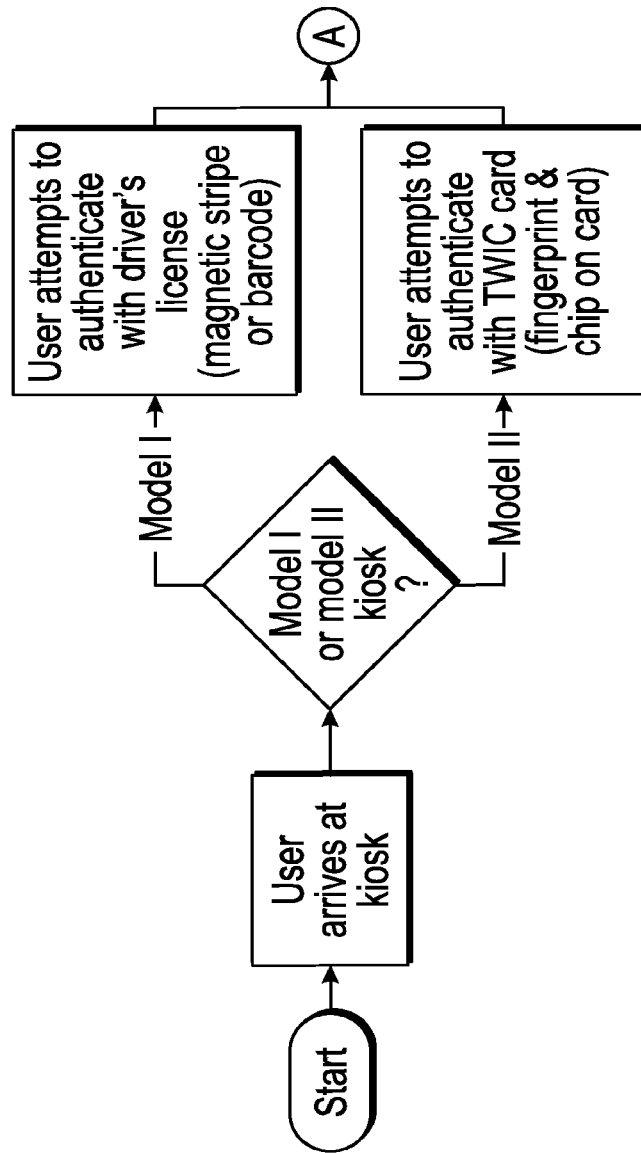 Start
User
arrives at
kiosk
Model I
or model II
kiosk
?
Model I
User attempts to
authenticate
with driver's
license
(magnetic stripe
or barcode)
Model II
User attempts to
authenticate
with TWIC card
(fingerprint &
chip on card)
A